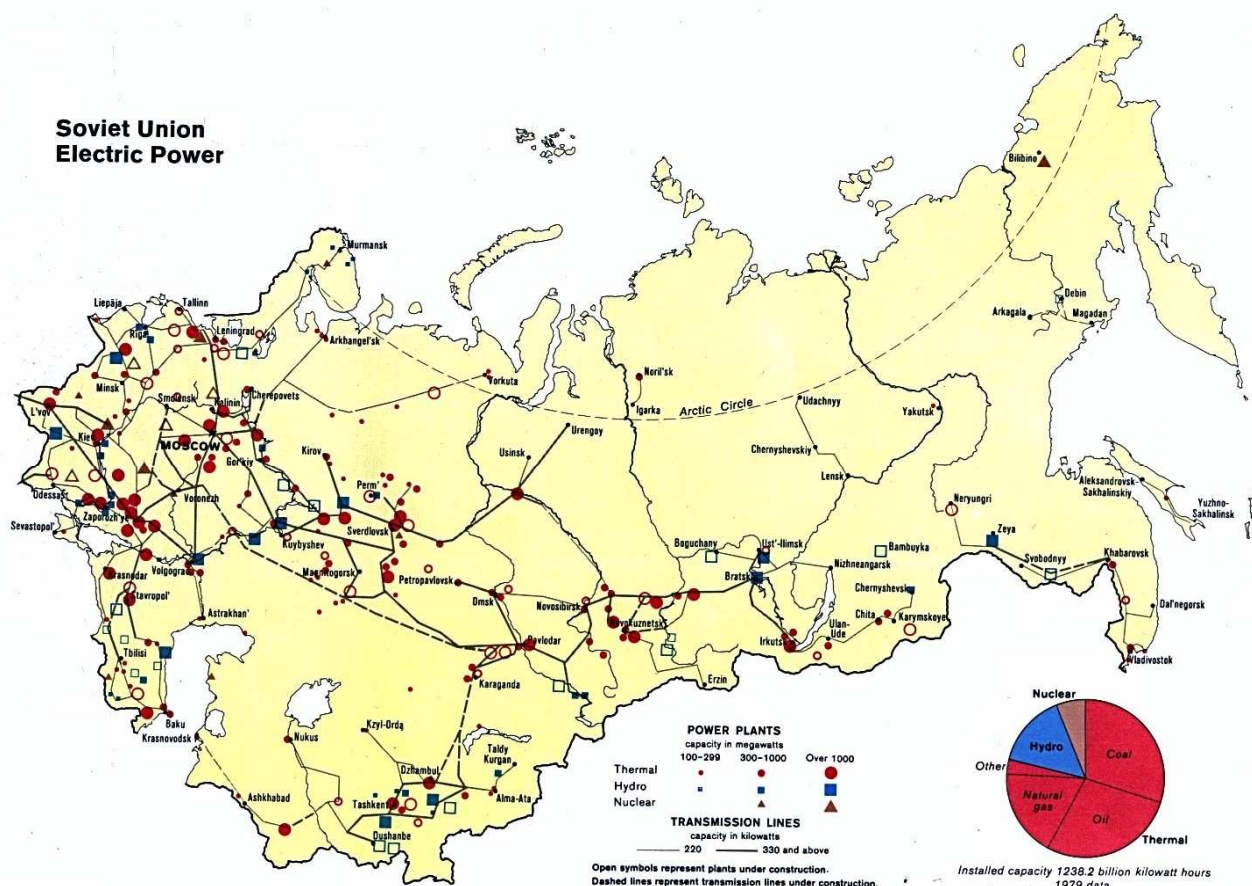 Soviet Union
Electric Power
Bilibino
Murmansk
Debin
Arkagala
Magadan
Liepāja
Tallinn
Riga
Leningrad
Arkhangel'sk
Vorkuta
Noril'sk
Igarka
Arctic Circle
Udachnyy
Yakutsk
Minsk
Smolensk
Kalinin
Cherepovets
L'vov
Kiev
MOSCOW
Gor'kiy
Kirov
Usinsk
Urengoy
Chernyshevskiy
Lensk
Perm'
Odessa
Voronezh
Zaporozh'ye
Sevastopol'
Sverdlovsk
Neryungri
Aleksandrovsk-
Sakhalinskiy
Yuzhno-
Sakhalinsk
Zeya
Kuybyshev
Boguchany
Ust'-Ilimsk
Bambuyka
Svobodnyy
Khabarovsk
Volgograd
Krasnodar
Magnitogorsk
Petropavlovsk
Bratsk
Nizhneangarsk
Stavropol'
Omsk
Novosibirsk
Chernyshevsk
Astrakhan'
Novokuznetsk
Chita
Karymskoye
Dal'negorsk
Pavlodar
Irkutsk
Ulan-
Ude
Tbilisi
Vladivostok
Karaganda
Erzin
Baku
Krasnovodsk
Nukus
Kzyl-Orda
Taldy
Kurgan
Dzhambul
Tashkent
Alma-Ata
Ashkhabad
Dushanbe
POWER PLANTS
capacity in megawatts
100-299 300-1000 Over 1000
Thermal
Hydro
Nuclear
TRANSMISSION LINES
capacity in kilowatts
220 330 and above
Open symbols represent plants under construction.
Dashed lines represent transmission lines under construction.
Nuclear
Hydro
Coal
Other
Natural
gas
Oil
Thermal
Installed capacity 1238.2 billion kilowatt hours
1979 data